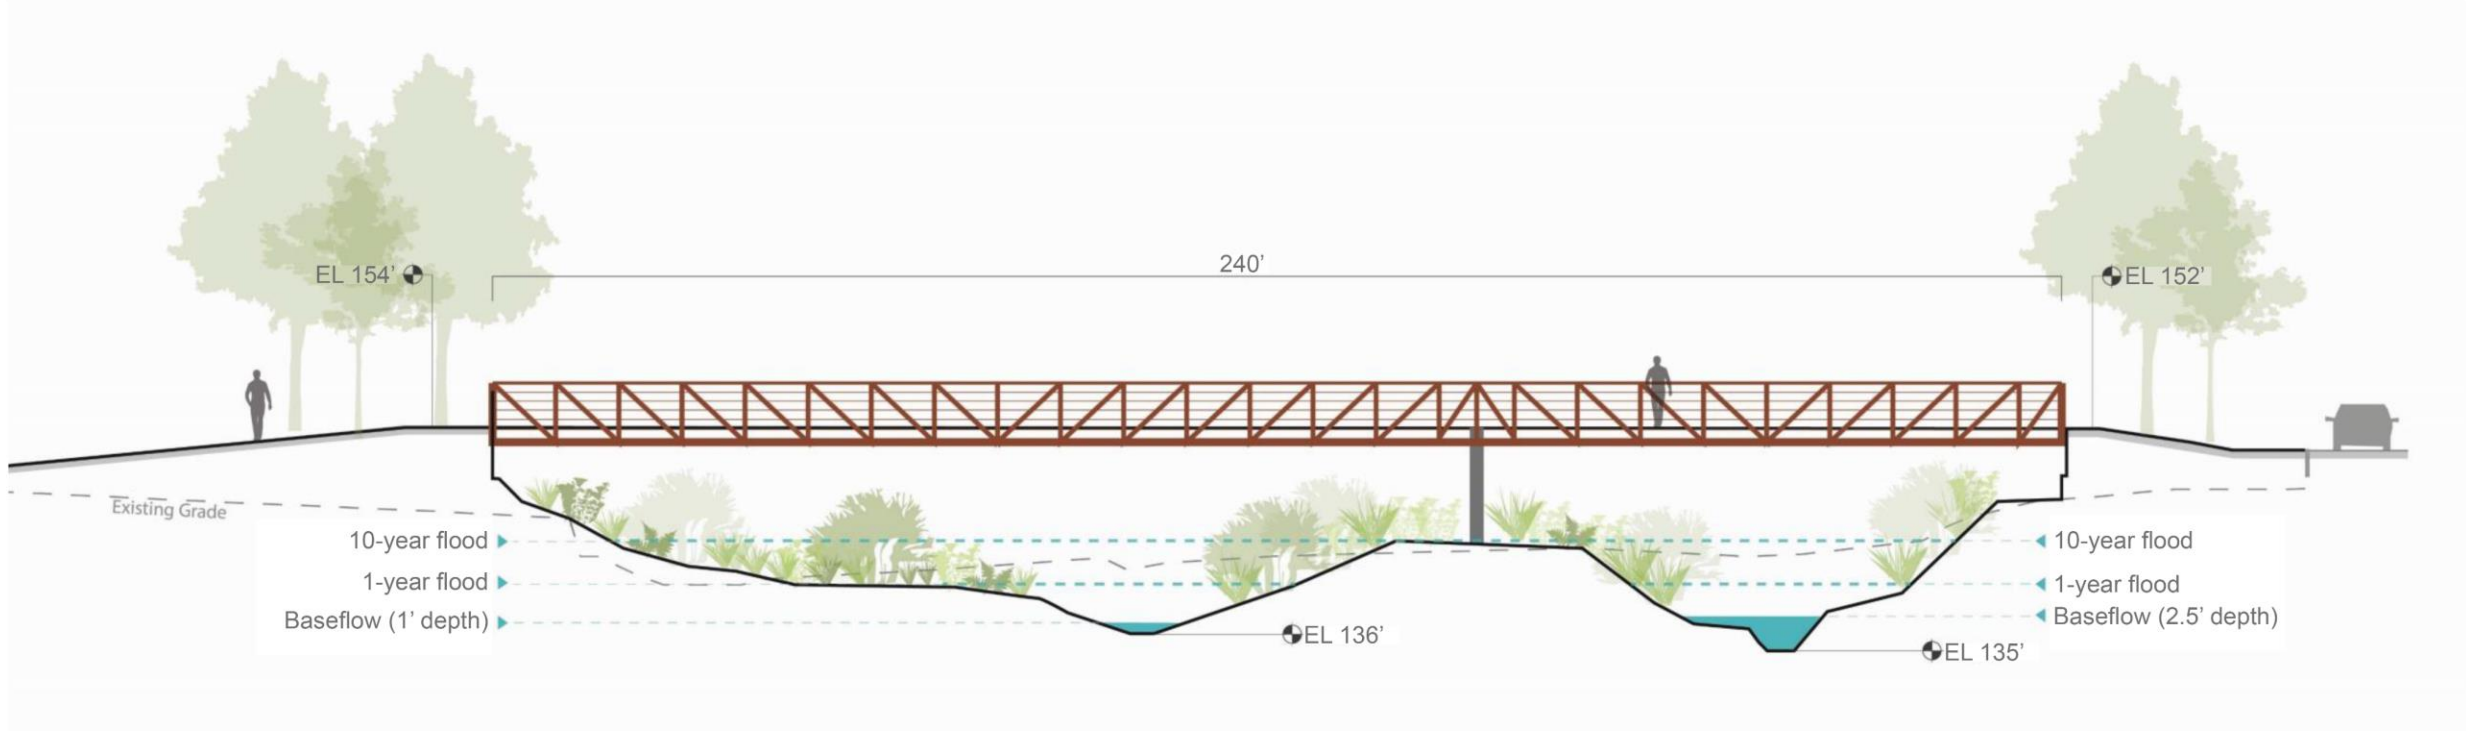 240’
EL 154’
EL 152’
Existing Grade
10-year flood
10-year flood
1-year flood
1-year flood
Baseflow (1’ depth)
Baseflow (2.5’ depth)
EL 136’
EL 135’